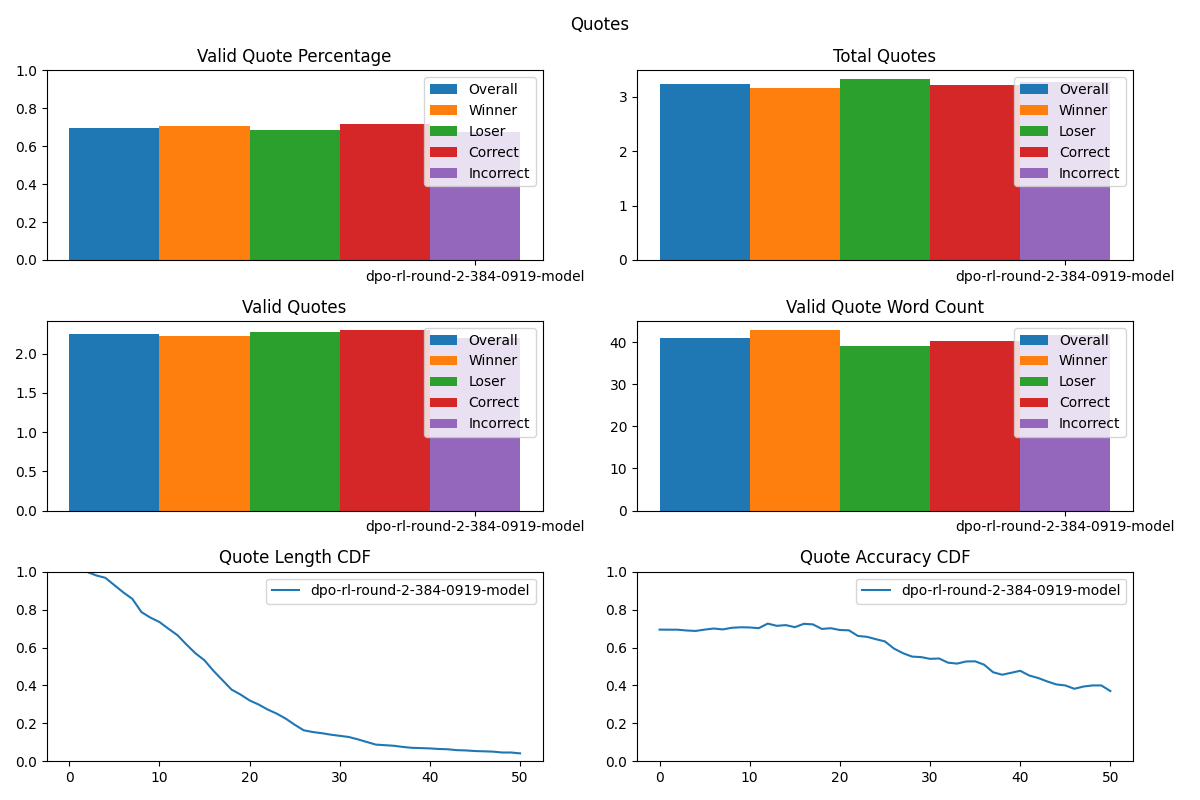 Quotes
Valid Quote Percentage
1.0
0.8
0.6
0.4
0.2
0.0
Overall
Winner
Loser
Correct
Incorrect
dpo-rl-round-2-384-0919-model
Total Quotes
3
2
1
0
Overall
Winner
Loser
Correct
Incorrect
dpo-rl-round-2-384-0919-model
Valid Quotes
2.0
1.5
1.0
0.5
0.0
Overall
Winner
Loser
Correct
Incorrect
dpo-rl-round-2-384-0919-model
Valid Quote Word Count
40
30
20
10
0
Overall
Winner
Loser
Correct
Incorrect
dpo-rl-round-2-384-0919-model
Quote Length CDF
1.0
0.8
0.6
0.4
0.2
0.0
dpo-rl-round-2-384-0919-model
0 10 20 30 40 50
Quote Accuracy CDF
1.0
0.8
0.6
0.4
0.2
0.0
dpo-rl-round-2-384-0919-model
0 10 20 30 40 50